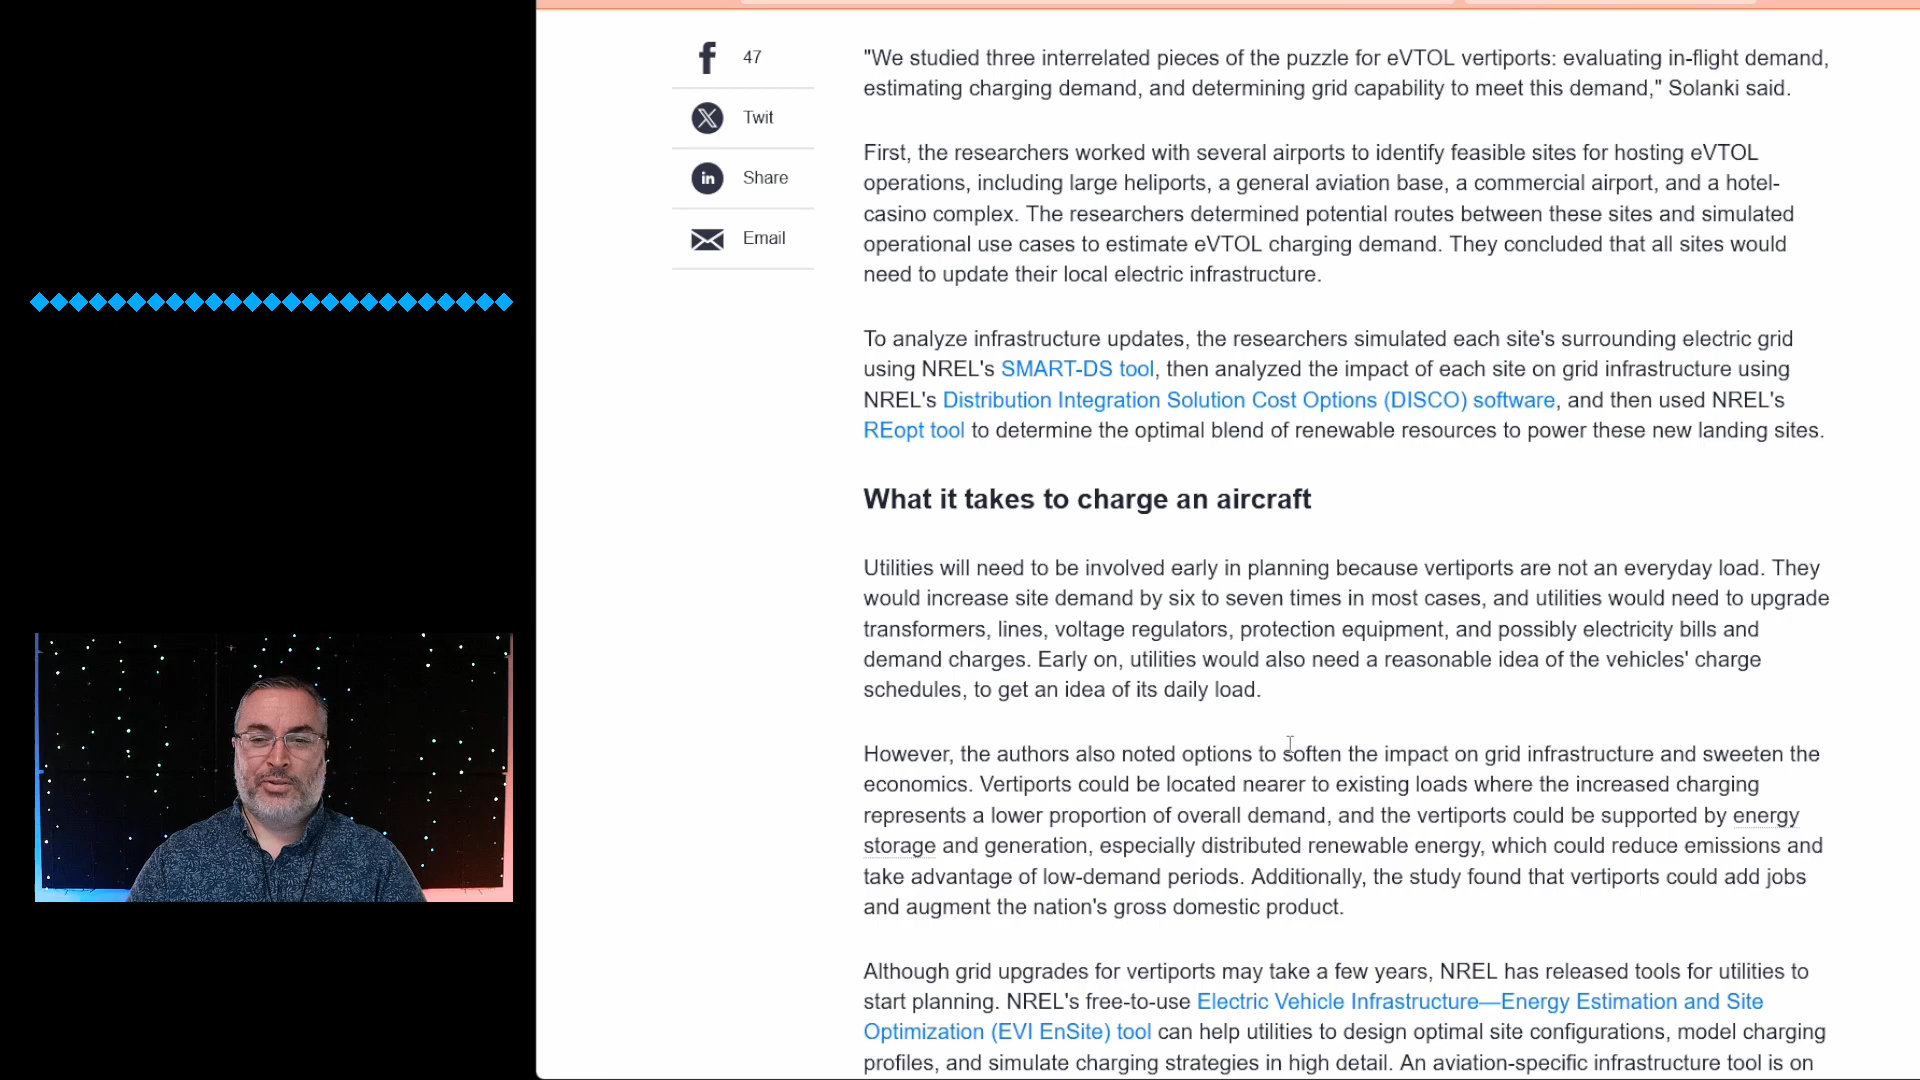 47
Twit
in
Share
Email
"We studied three interrelated pieces of the puzzle for eVTOL vertiports: evaluating in-flight demand,
estimating charging demand, and determining grid capability to meet this demand," Solanki said.
First, the researchers worked with several airports to identify feasible sites for hosting eVTOL
operations, including large heliports, a general aviation base, a commercial airport, and a hotel-
casino complex. The researchers determined potential routes between these sites and simulated
operational use cases to estimate eVTOL charging demand. They concluded that all sites would
need to update their local electric infrastructure.
To analyze infrastructure updates, the researchers simulated each site's surrounding electric grid
using NREL's SMART-DS tool, then analyzed the impact of each site on grid infrastructure using
NREL's Distribution Integration Solution Cost Options (DISCO) software, and then used NREL's
REopt tool to determine the optimal blend of renewable resources to power these new landing sites.
What it takes to charge an aircraft
Utilities will need to be involved early in planning because vertiports are not an everyday load. They
would increase site demand by six to seven times in most cases, and utilities would need to upgrade
transformers, lines, voltage regulators, protection equipment, and possibly electricity bills and
demand charges. Early on, utilities would also need a reasonable idea of the vehicles' charge
schedules, to get an idea of its daily load.
However, the authors also noted options to soften the impact on grid infrastructure and sweeten the
economics. Vertiports could be located nearer to existing loads where the increased charging
represents a lower proportion of overall demand, and the vertiports could be supported by energy
storage and generation, especially distributed renewable energy, which could reduce emissions and
take advantage of low-demand periods. Additionally, the study found that vertiports could add jobs
and augment the nation's gross domestic product.
Although grid upgrades for vertiports may take a few years, NREL has released tools for utilities to
start planning. NREL's free-to-use Electric Vehicle Infrastructure—Energy Estimation and Site
Optimization (EVI EnSite) tool can help utilities to design optimal site configurations, model charging
profiles, and simulate charging strategies in high detail. An aviation-specific infrastructure tool is on